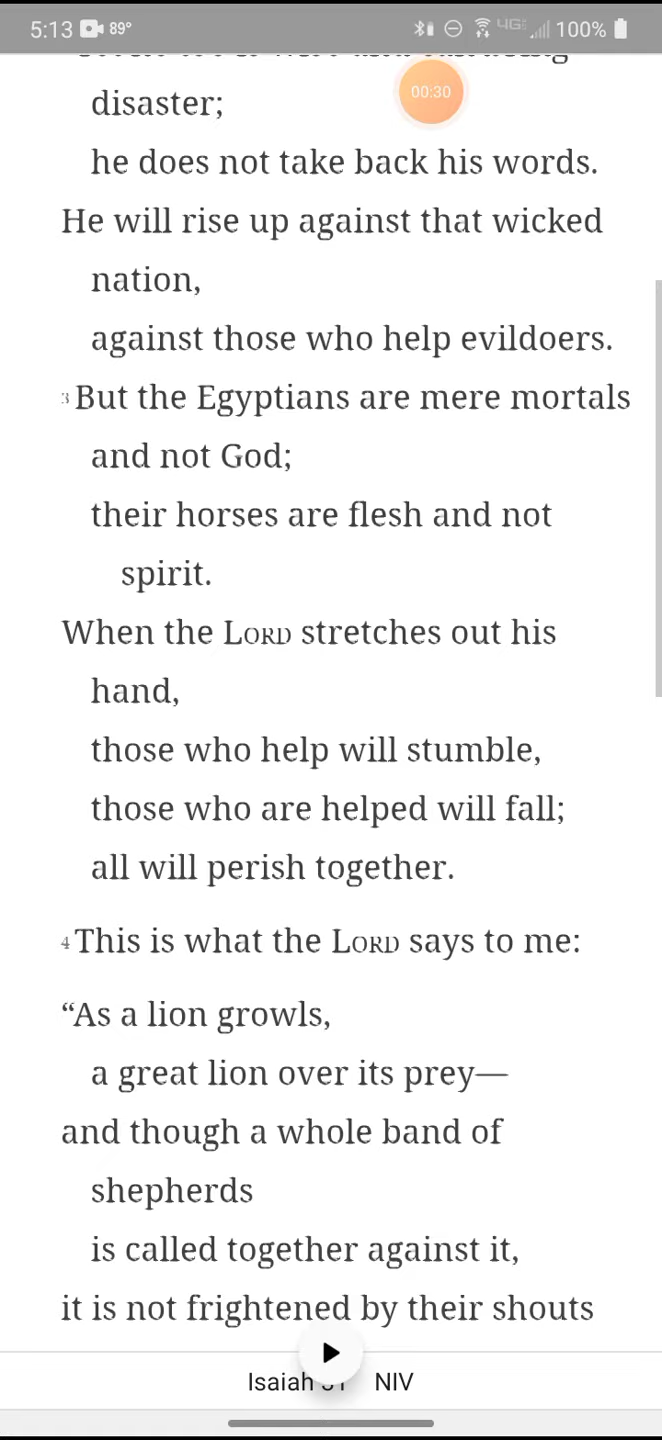 5:13 89° 4G 100%
00:30
disaster;
he does not take back his words.
He will rise up against that wicked
nation,
against those who help evildoers.
3 But the Egyptians are mere mortals
and not God;
their horses are flesh and not
spirit.
When the LORD stretches out his
hand,
those who help will stumble,
those who are helped will fall;
all will perish together.
4 This is what the LORD says to me:
“As a lion growls,
a great lion over its prey—
and though a whole band of
shepherds
is called together against it,
it is not frightened by their shouts
Isaiah 31 NIV